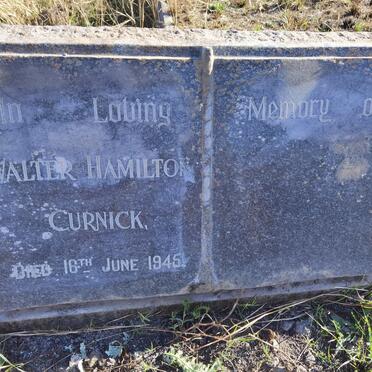 In Loving Memory o
WALTER HAMILTON
CURNICK.
DIED 16TH JUNE 1945.